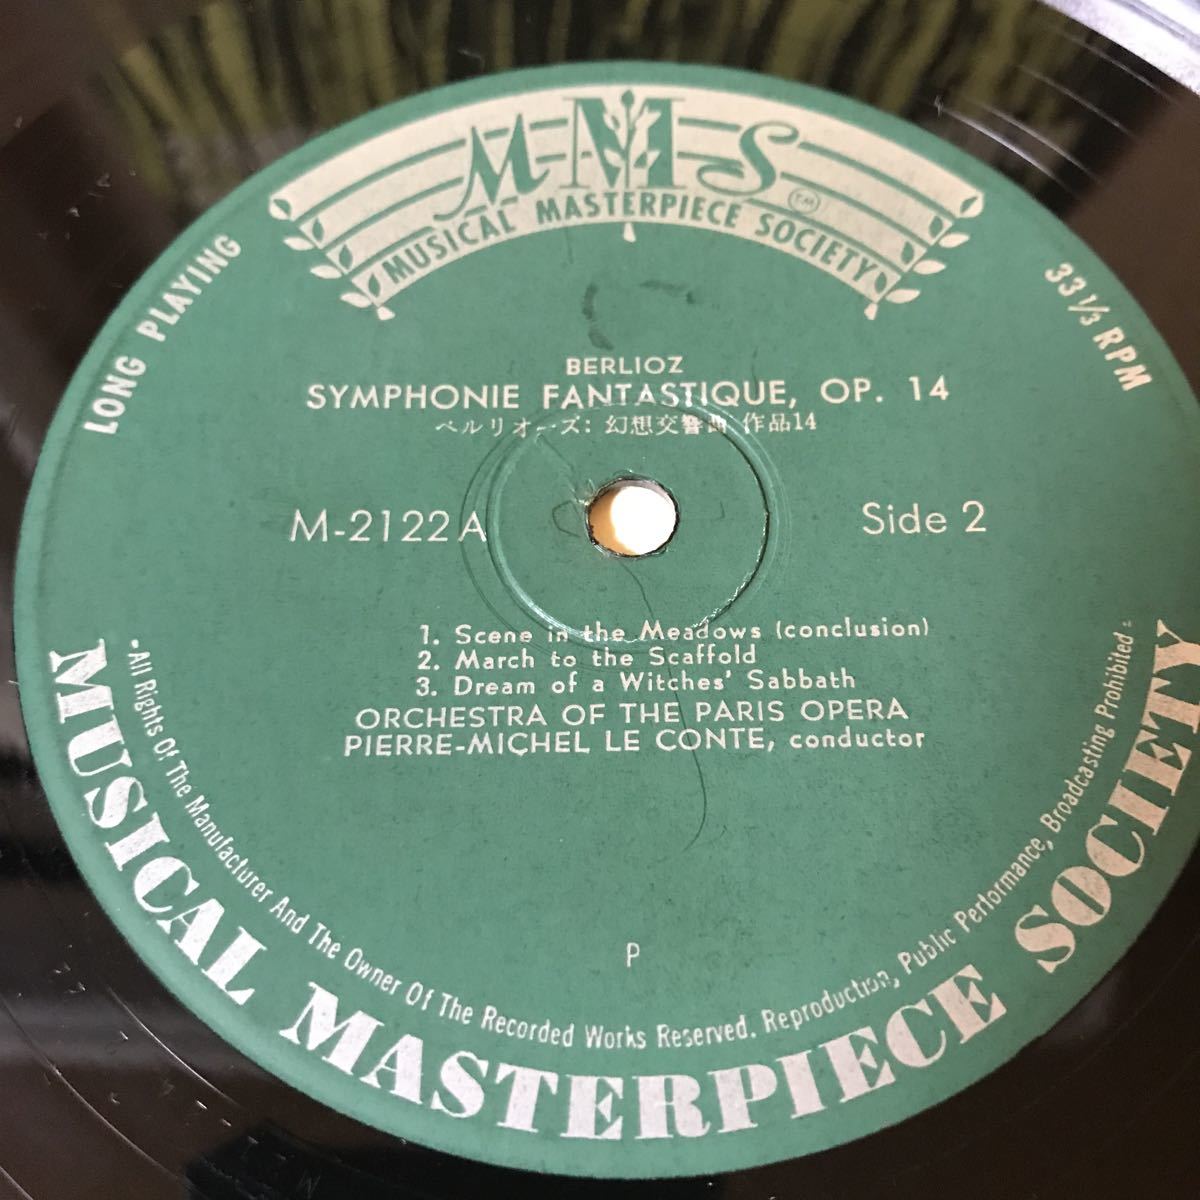 MMS
TM
MUSICAL MASTERPIECE SOCIETY
LONG PLAYING
33 1/3 RPM
BERLIOZ
SYMPHONIE FANTASTIQUE, OP. 14
ベルリオーズ: 幻想交響曲 作品14
M-2122A
Side 2
1. Scene in the Meadows (conclusion)
2. March to the Scaffold
3. Dream of a Witches' Sabbath
ORCHESTRA OF THE PARIS OPERA
PIERRE-MICHEL LE CONTE, conductor
P
-All Rights Of The Manufacturer And The Owner Of The Recorded Works Reserved. Reproduction, Public Performance, Broadcasting Prohibited-
MUSICAL MASTERPIECE SOCIETY